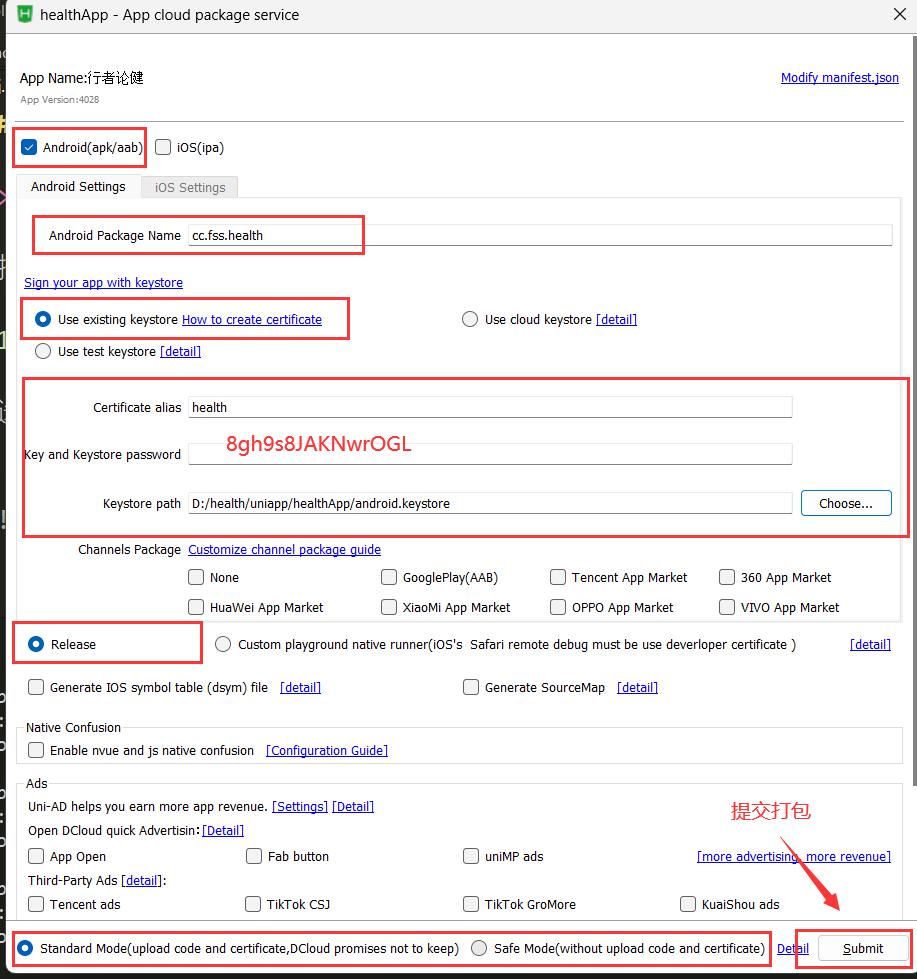 healthApp - App cloud package service
App Name:行者论健
Modify manifest.json
App Version:4028
Android(apk/aab) iOS(ipa)
Android Settings iOS Settings
Android Package Name cc.fss.health
Sign your app with keystore
Use existing keystore How to create certificate Use cloud keystore [detail]
Use test keystore [detail]
Certificate alias health
Key and Keystore password 8gh9s8JAKNwrOGL
Keystore path D:/health/uniapp/healthApp/android.keystore Choose...
Channels Package Customize channel package guide
None GooglePlay(AAB) Tencent App Market 360 App Market
HuaWei App Market XiaoMi App Market OPPO App Market VIVO App Market
Release Custom playground native runner(iOS's Safari remote debug must be use derverloper certificate ) [detail]
Generate IOS symbol table (dsym) file [detail] Generate SourceMap [detail]
Native Confusion
Enable nvue and js native confusion [Configuration Guide]
Ads
Uni-AD helps you earn more app revenue. [Settings] [Detail]
提交打包
Open DCloud quick Advertisin:[Detail]
App Open Fab button uniMP ads [more advertising, more revenue]
Third-Party Ads [detail]:
Tencent ads TikTok CSJ TikTok GroMore KuaiShou ads
Standard Mode(upload code and certificate,DCloud promises not to keep) Safe Mode(without upload code and certificate) Detail Submit